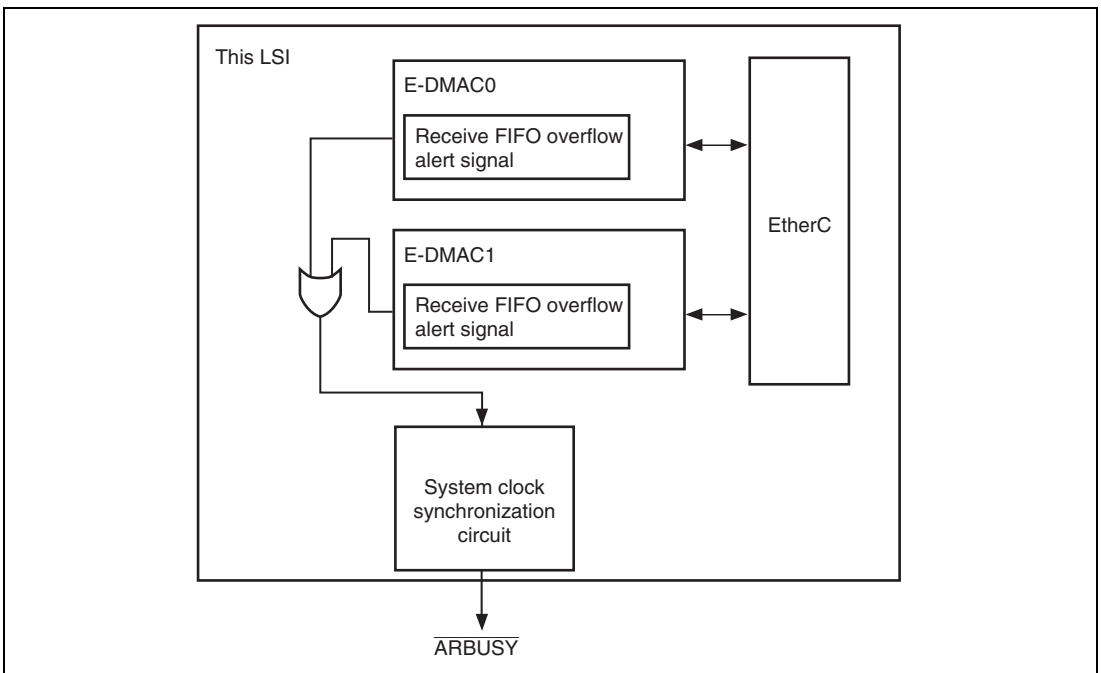 This LSI
E-DMAC0
Receive FIFO overflow
alert signal
EtherC
E-DMAC1
Receive FIFO overflow
alert signal
System clock
synchronization
circuit
ARBUSY